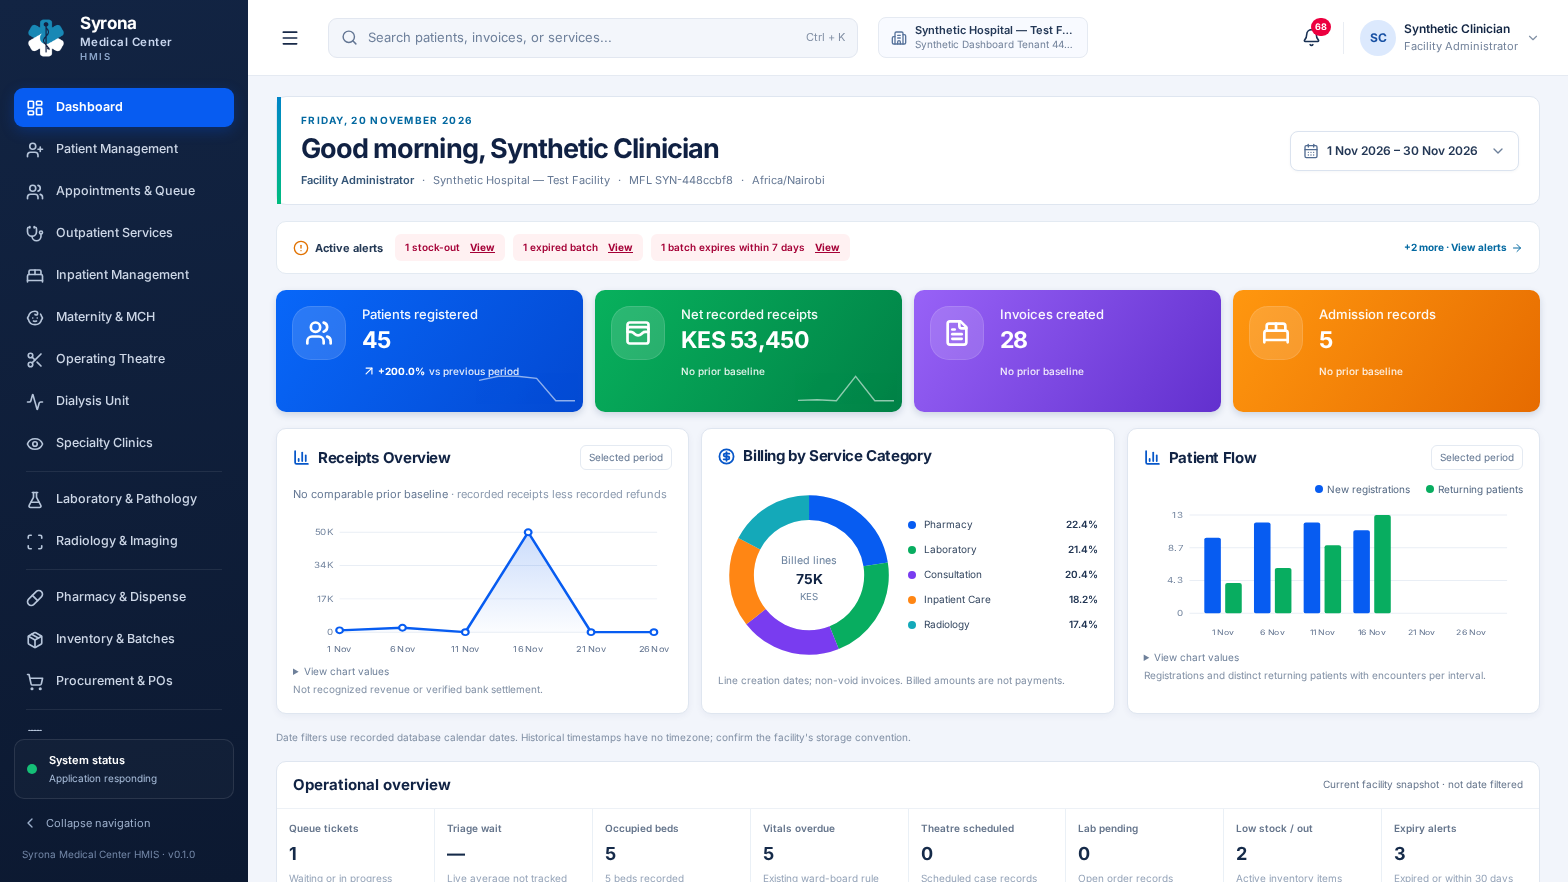 Syrona
Medical Center
HMIS
Search patients, invoices, or services...
Ctrl + K
Synthetic Hospital — Test F...
Synthetic Dashboard Tenant 44...
68
SC
Synthetic Clinician
Facility Administrator
Dashboard
Patient Management
Appointments & Queue
Outpatient Services
Inpatient Management
Maternity & MCH
Operating Theatre
Dialysis Unit
Specialty Clinics
Laboratory & Pathology
Radiology & Imaging
Pharmacy & Dispense
Inventory & Batches
Procurement & POs
System status
Application responding
Collapse navigation
Syrona Medical Center HMIS · v0.1.0
FRIDAY, 20 NOVEMBER 2026
Good morning, Synthetic Clinician
Facility Administrator · Synthetic Hospital — Test Facility · MFL SYN-448ccbf8 · Africa/Nairobi
1 Nov 2026 – 30 Nov 2026
Active alerts
1 stock-out View
1 expired batch View
1 batch expires within 7 days View
+2 more · View alerts
Patients registered
45
+200.0% vs previous period
Net recorded receipts
KES 53,450
No prior baseline
Invoices created
28
No prior baseline
Admission records
5
No prior baseline
Receipts Overview
Selected period
No comparable prior baseline · recorded receipts less recorded refunds
50K
34K
17K
0
1 Nov 6 Nov 11 Nov 16 Nov 21 Nov 26 Nov
View chart values
Not recognized revenue or verified bank settlement.
Billing by Service Category
Billed lines
75K
KES
Pharmacy 22.4%
Laboratory 21.4%
Consultation 20.4%
Inpatient Care 18.2%
Radiology 17.4%
Line creation dates; non-void invoices. Billed amounts are not payments.
Patient Flow
Selected period
New registrations Returning patients
13
8.7
4.3
0
1 Nov 6 Nov 11 Nov 16 Nov 21 Nov 26 Nov
View chart values
Registrations and distinct returning patients with encounters per interval.
Date filters use recorded database calendar dates. Historical timestamps have no timezone; confirm the facility's storage convention.
Operational overview
Current facility snapshot · not date filtered
Queue tickets
1
Waiting or in progress
Triage wait
—
Live average not tracked
Occupied beds
5
5 beds recorded
Vitals overdue
5
Existing ward-board rule
Theatre scheduled
0
Scheduled case records
Lab pending
0
Open order records
Low stock / out
2
Active inventory items
Expiry alerts
3
Expired or within 30 days